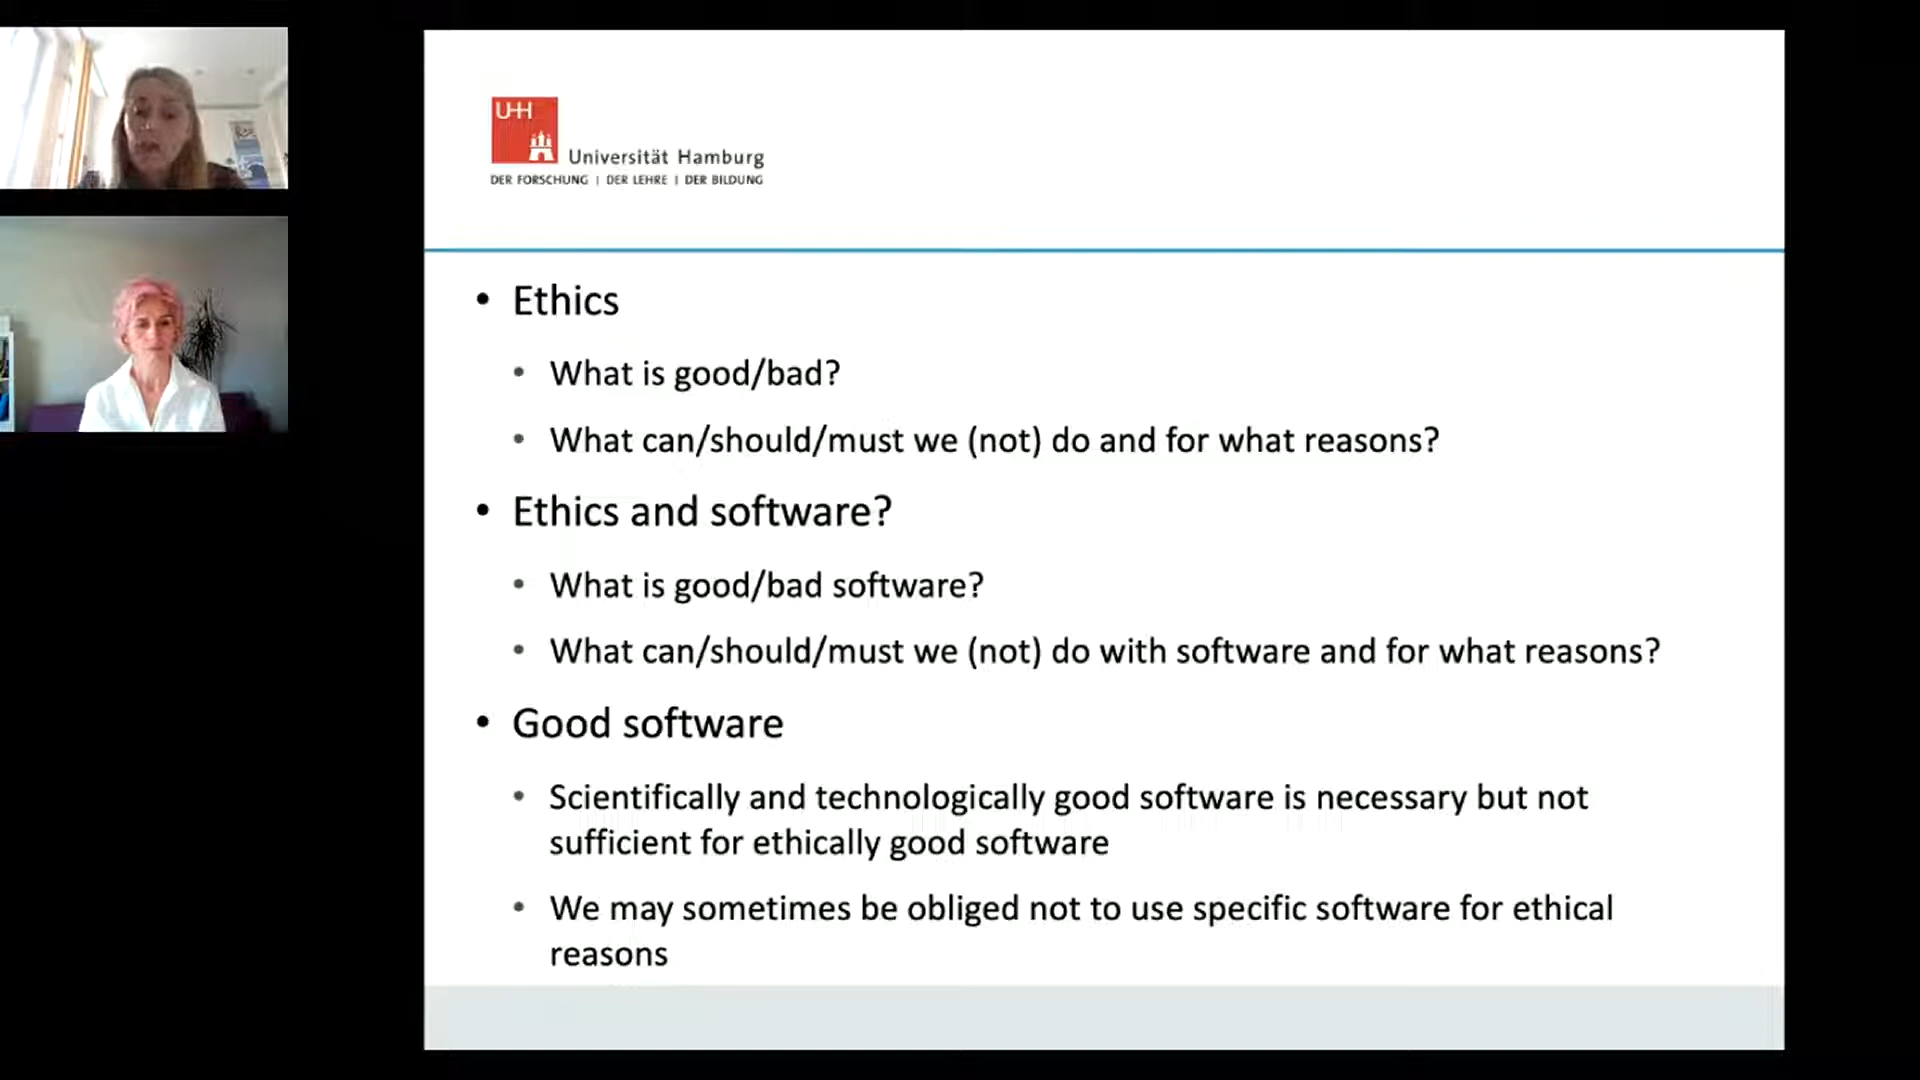 UHH
Universität Hamburg
DER FORSCHUNG | DER LEHRE | DER BILDUNG
• Ethics
• What is good/bad?
• What can/should/must we (not) do and for what reasons?
• Ethics and software?
• What is good/bad software?
• What can/should/must we (not) do with software and for what reasons?
• Good software
• Scientifically and technologically good software is necessary but not
sufficient for ethically good software
• We may sometimes be obliged not to use specific software for ethical
reasons